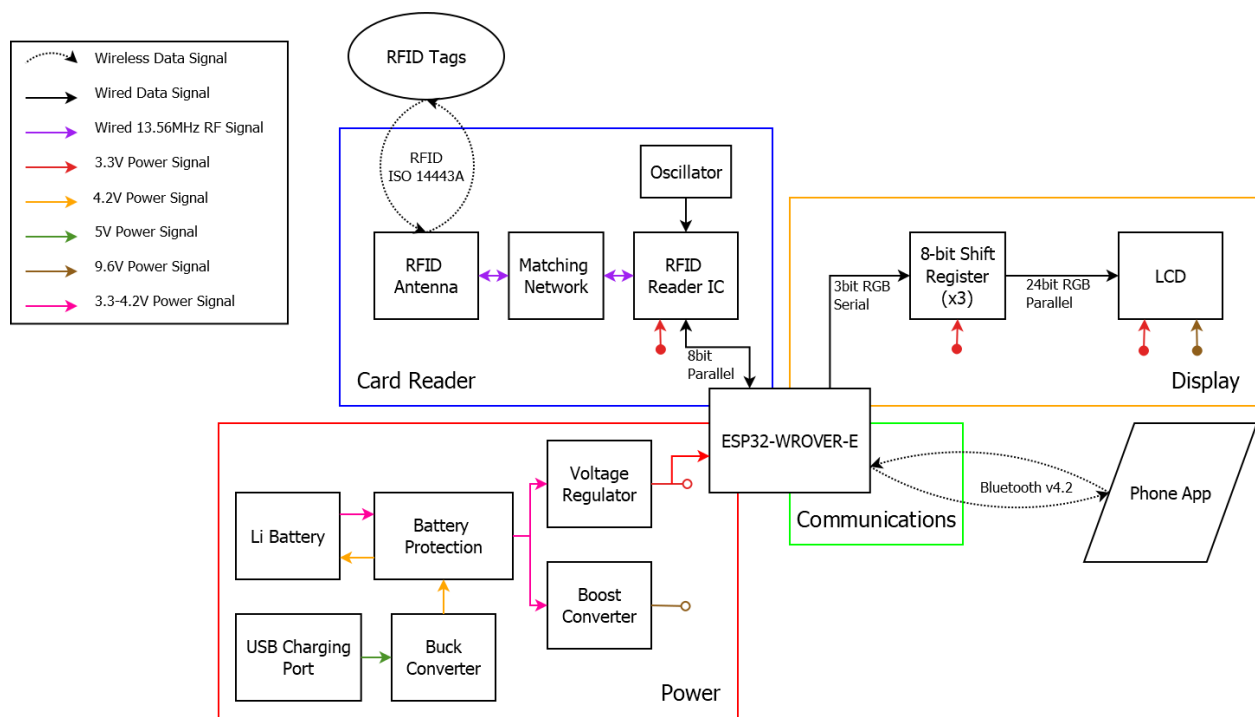 Wireless Data Signal
Wired Data Signal
Wired 13.56MHz RF Signal
3.3V Power Signal
4.2V Power Signal
5V Power Signal
9.6V Power Signal
3.3-4.2V Power Signal
RFID Tags
RFID
ISO 14443A
Oscillator
RFID
Antenna
Matching
Network
RFID
Reader IC
8bit
Parallel
Card Reader
3bit RGB
Serial
8-bit Shift
Register
(x3)
24bit RGB
Parallel
LCD
Display
ESP32-WROVER-E
Voltage
Regulator
Li Battery
Battery
Protection
Boost
Converter
USB Charging
Port
Buck
Converter
Power
Communications
Bluetooth v4.2
Phone App